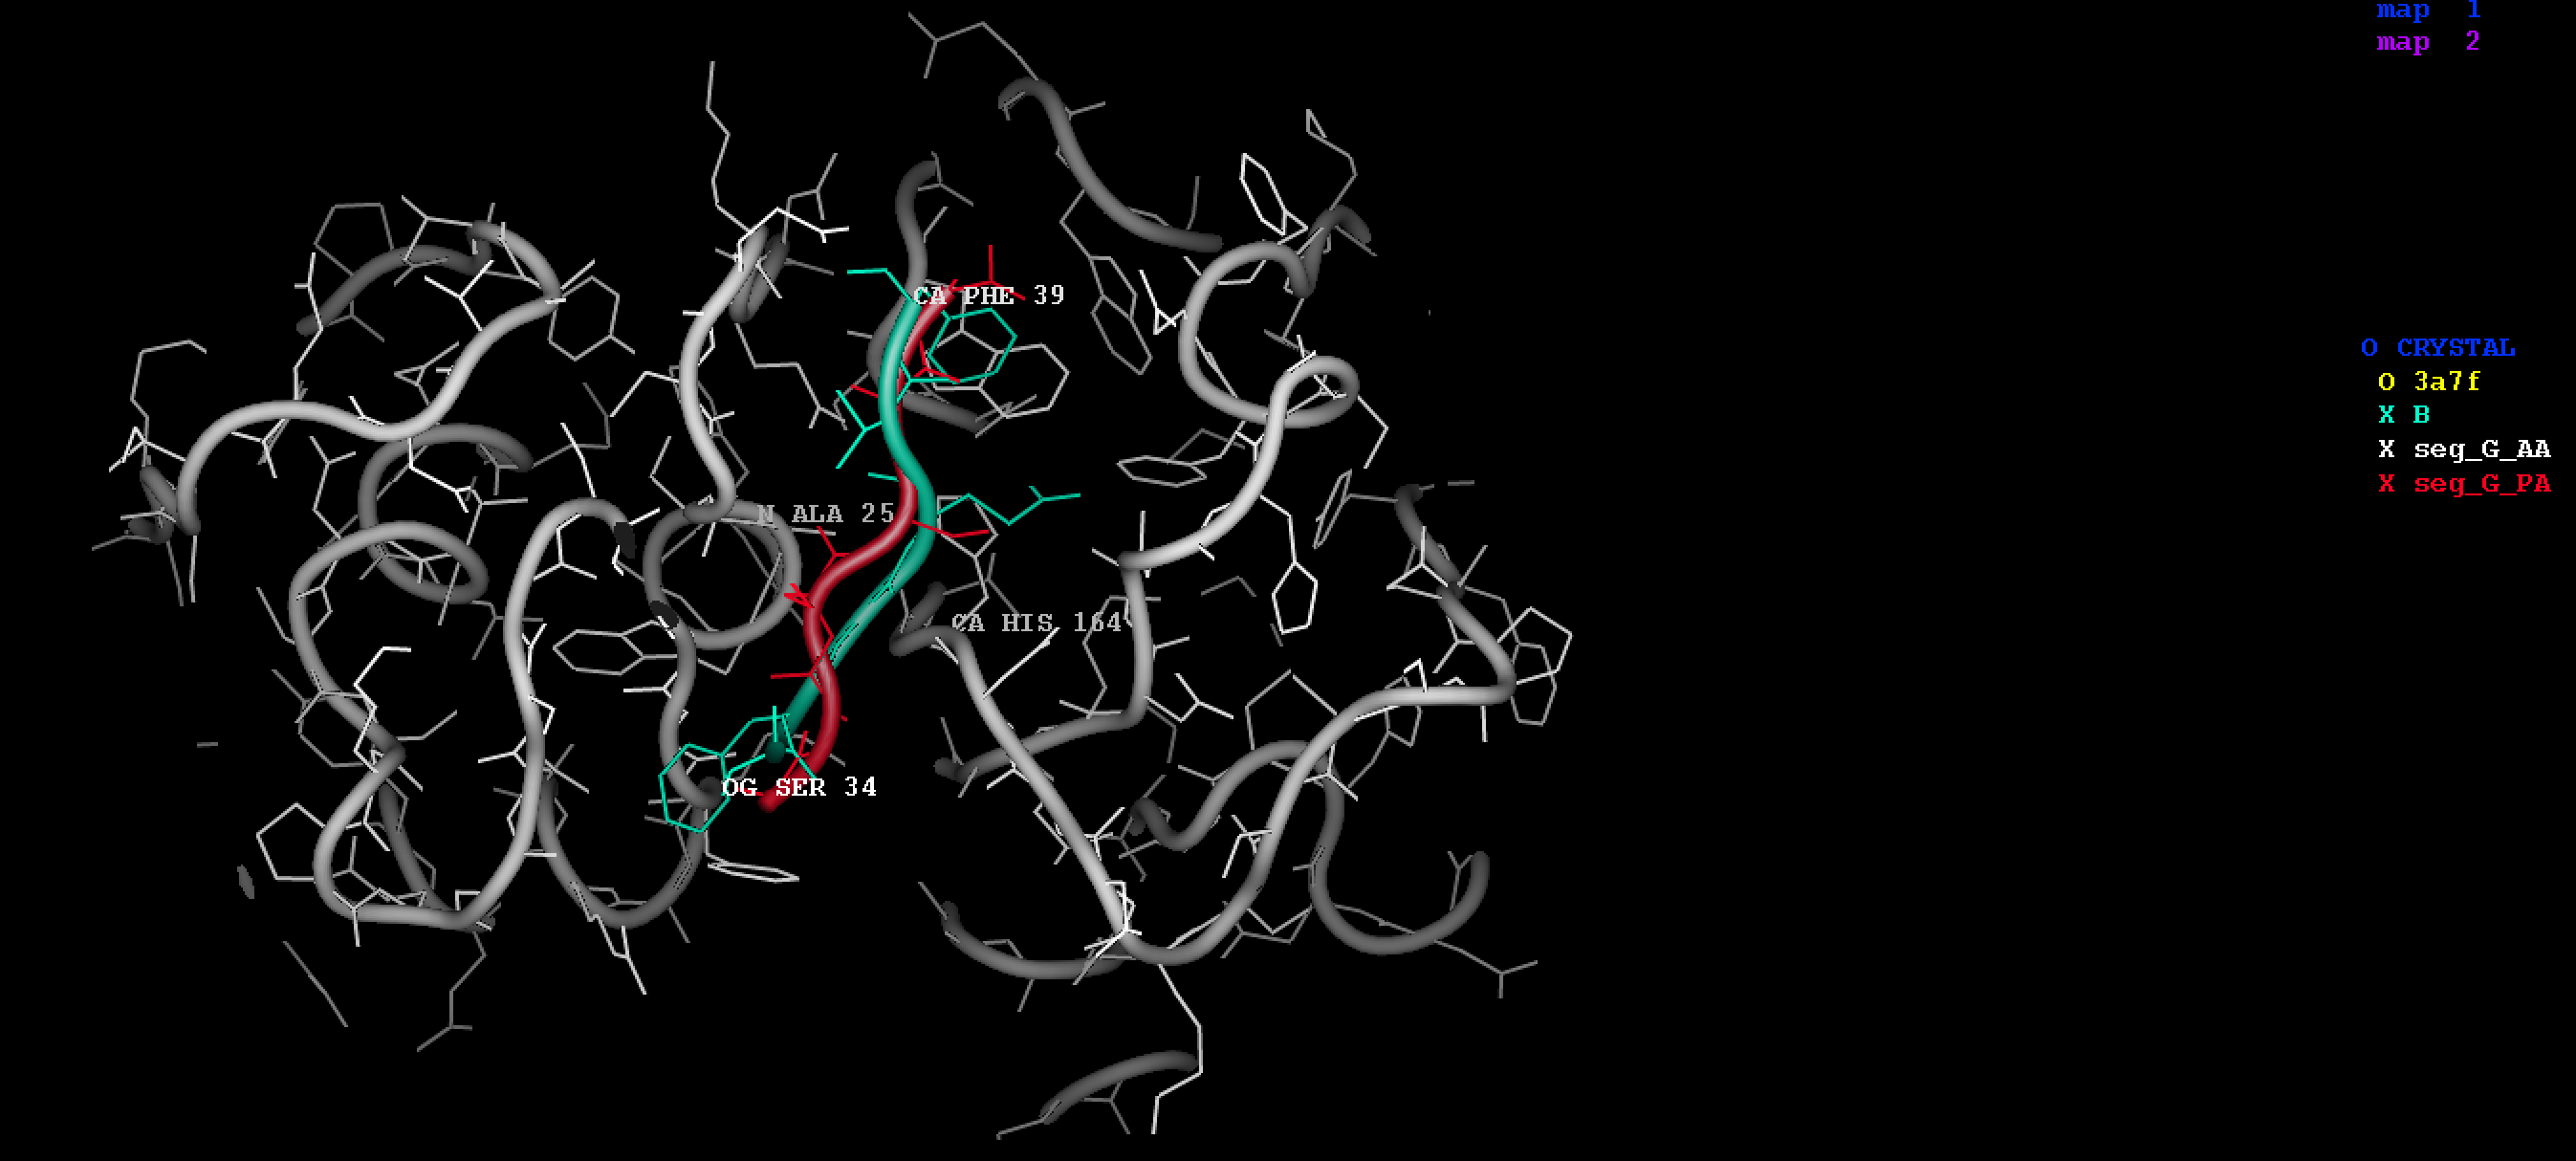 map 1
map 2
CA PHE 39
O CRYSTAL
O 3a7f
X B
X seg_G_AA
X seg_G_PA
N ALA 25
CA HIS 164
OG SER 34